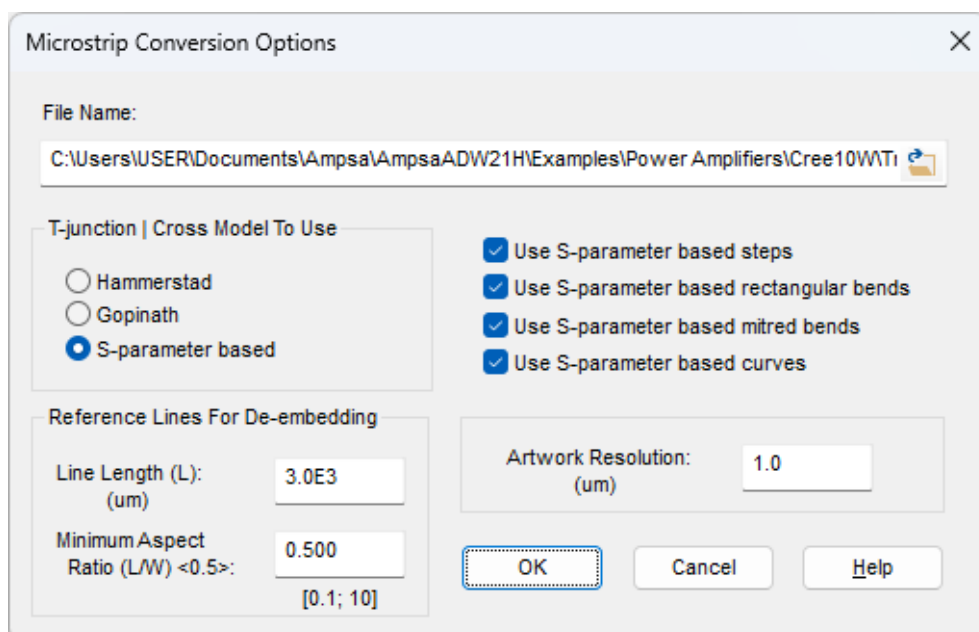 Microstrip Conversion Options
File Name:
C:\Users\USER\Documents\Ampsa\AmpsaADW21H\Examples\Power Amplifiers\Cree10W\Tr
T-junction | Cross Model To Use
Hammerstad
Gopinath
S-parameter based
Use S-parameter based steps
Use S-parameter based rectangular bends
Use S-parameter based mitred bends
Use S-parameter based curves
Reference Lines For De-embedding
Line Length (L):
(um)
3.0E3
Minimum Aspect
Ratio (L/W) <0.5>:
0.500
[0.1; 10]
Artwork Resolution:
(um)
1.0
OK
Cancel
Help